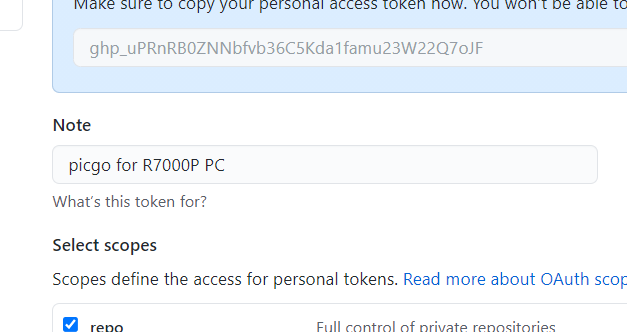 Make sure to copy your personal access token now. You won't be able to
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
Note
picgo for R7000P PC
What's this token for?
Select scopes
Scopes define the access for personal tokens. Read more about OAuth scop
repo Full control of private repositories